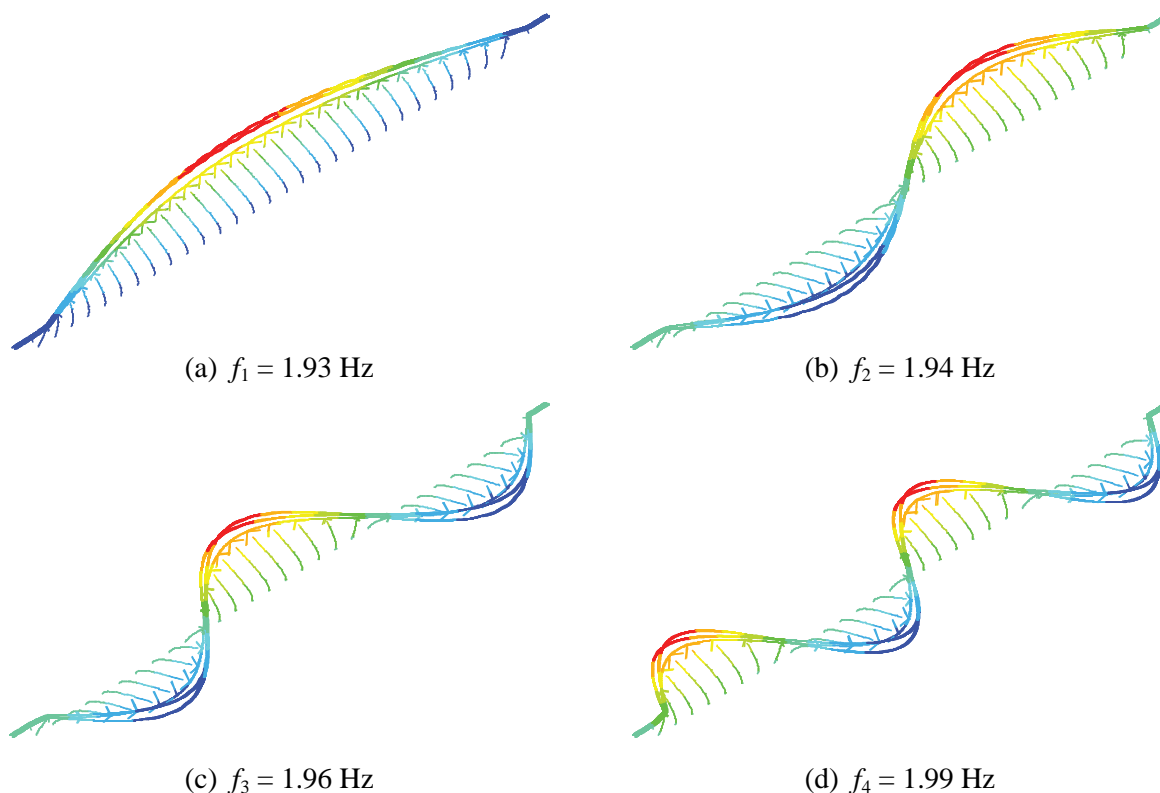 (a) f₁ = 1.93 Hz
(b) f₂ = 1.94 Hz
(c) f₃ = 1.96 Hz
(d) f₄ = 1.99 Hz